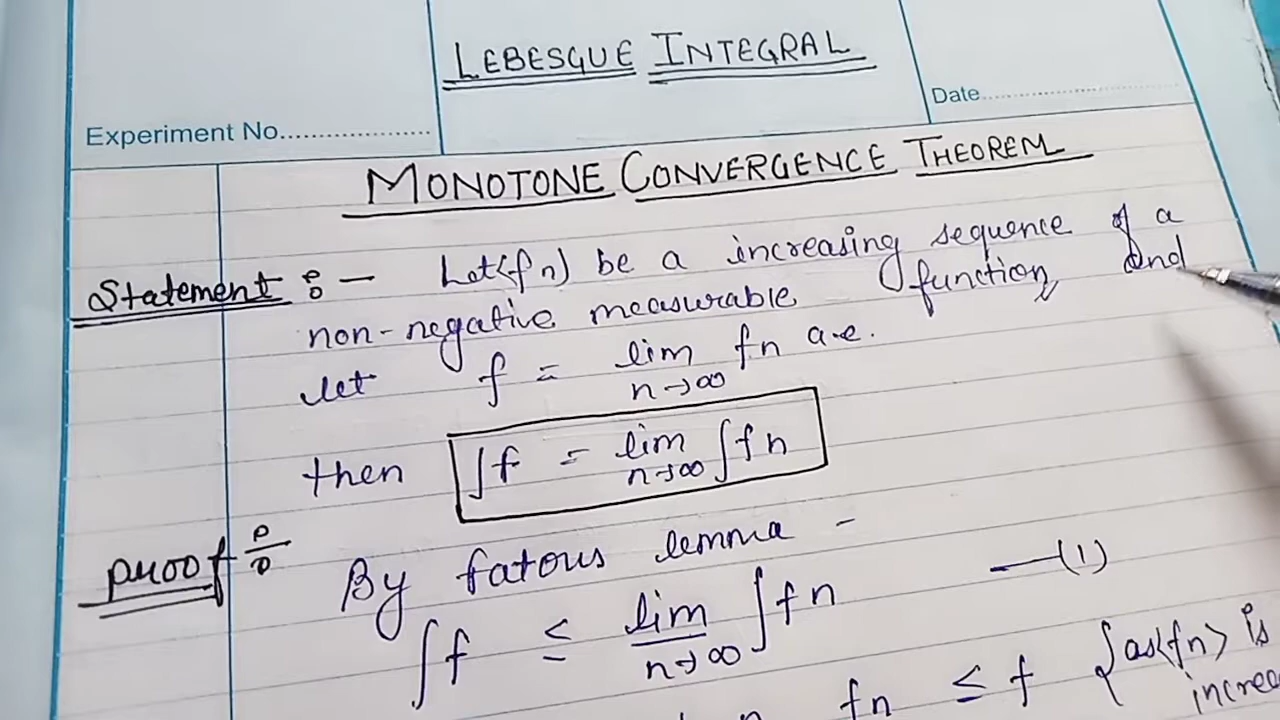 LEBESGUE INTEGRAL
Experiment No..................... Date.....................
MONOTONE CONVERGENCE THEOREM
Statement :- Let ⟨fn⟩ be a increasing sequence of a
non-negative measurable function, and
let f = lim n→∞ fn a.e.
then ∫f = lim n→∞ ∫fn
Proof : By fatous lemma -
∫f ≤ lim n→∞ ∫fn —(1)
fn ≤ f {as ⟨fn⟩ is